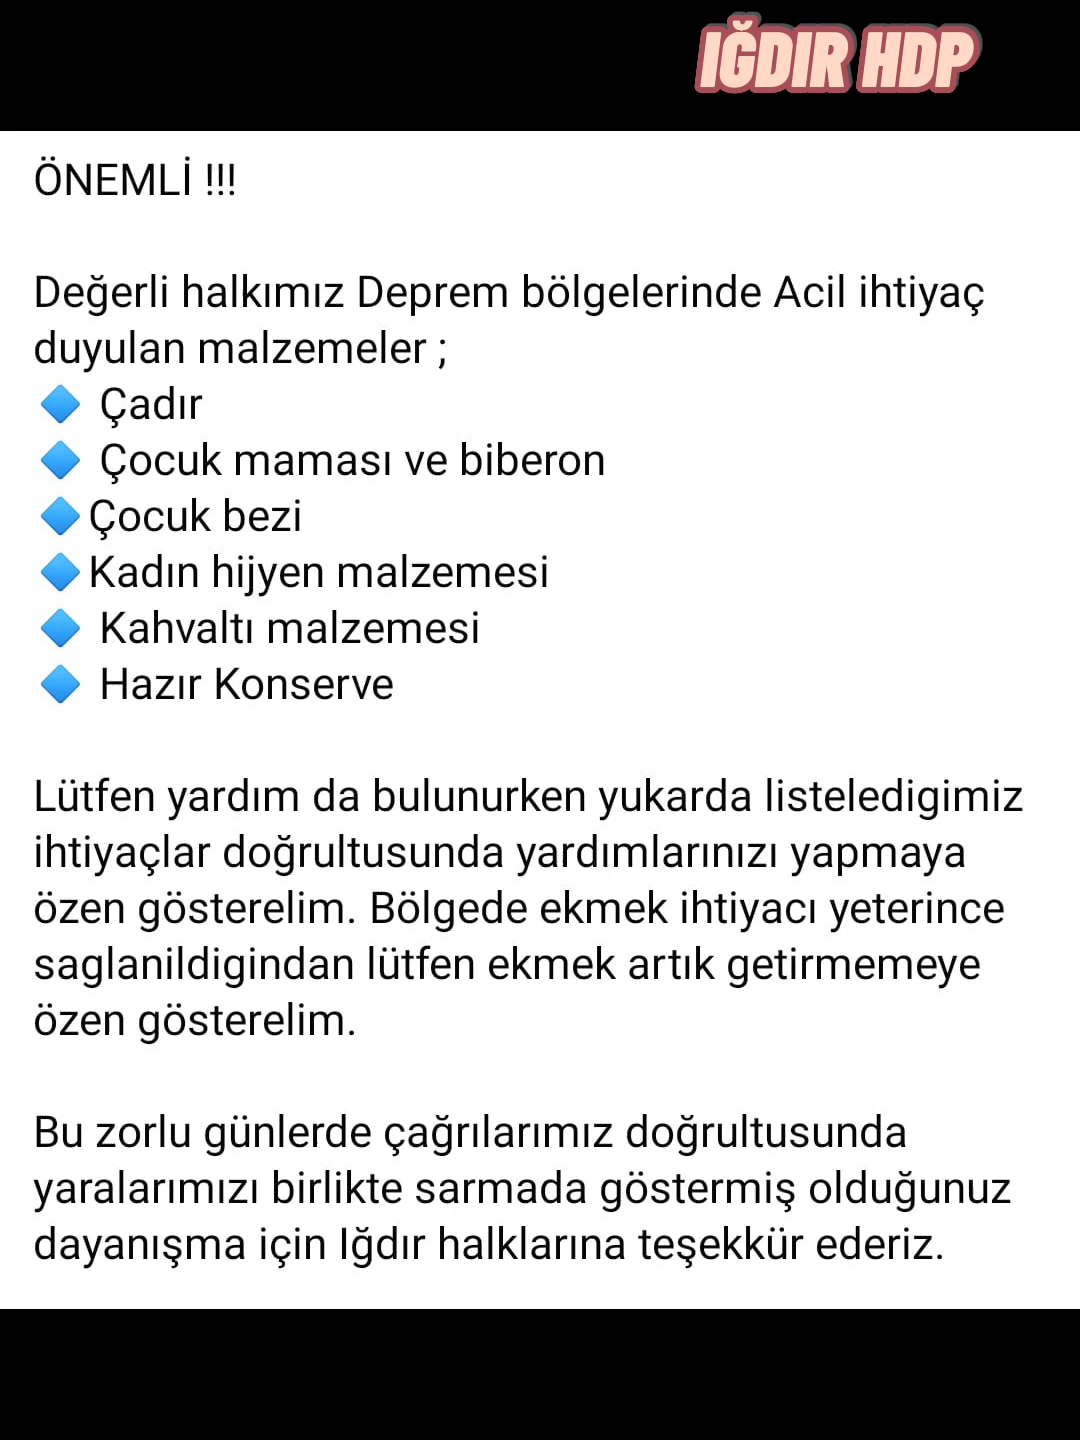 IĞDIR HDP
ÖNEMLİ !!!
Değerli halkımız Deprem bölgelerinde Acil ihtiyaç
duyulan malzemeler ;
🔷 Çadır
🔷 Çocuk maması ve biberon
🔷Çocuk bezi
🔷Kadın hijyen malzemesi
🔷 Kahvaltı malzemesi
🔷 Hazır Konserve
Lütfen yardım da bulunurken yukarda listeledigimiz
ihtiyaçlar doğrultusunda yardımlarınızı yapmaya
özen gösterelim. Bölgede ekmek ihtiyacı yeterince
saglanildigindan lütfen ekmek artık getirmemeye
özen gösterelim.
Bu zorlu günlerde çağrılarımız doğrultusunda
yaralarımızı birlikte sarmada göstermiş olduğunuz
dayanışma için Iğdır halklarına teşekkür ederiz.